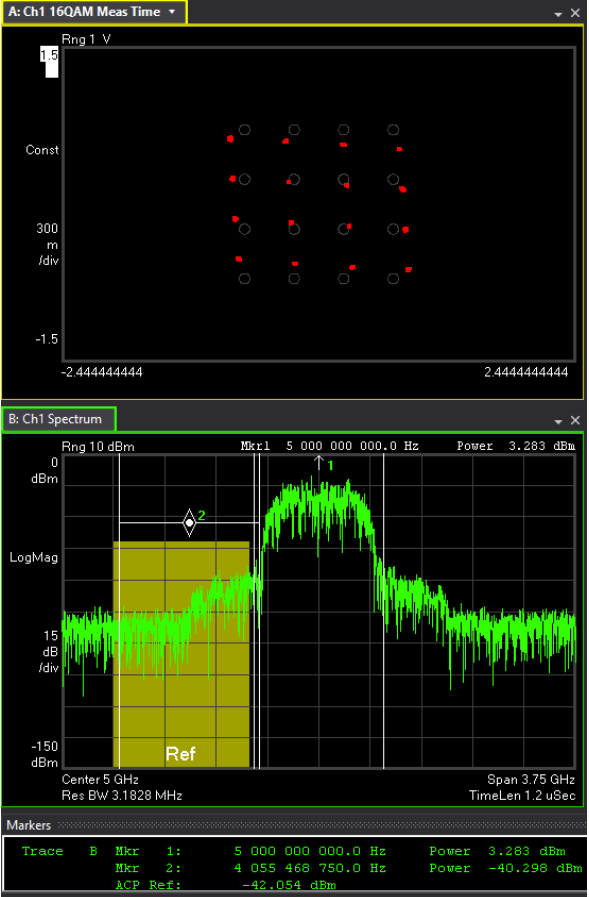 A: Ch1 16QAM Meas Time
Rng 1 V
1.5
Const
300
m
/div
-1.5
-2.444444444
2.4444444444
B: Ch1 Spectrum
Rng 10 dBm
Mkr1 5 000 000 000.0 Hz Power 3.283 dBm
0
dBm
1
2
LogMag
15
dB
/div
-150
dBm
Ref
Center 5 GHz
Span 3.75 GHz
Res BW 3.1828 MHz
TimeLen 1.2 uSec
Markers
Trace B Mkr 1: 5 000 000 000.0 Hz Power 3.283 dBm
Mkr 2: 4 055 468 750.0 Hz Power -40.298 dBm
ACP Ref: -42.054 dBm